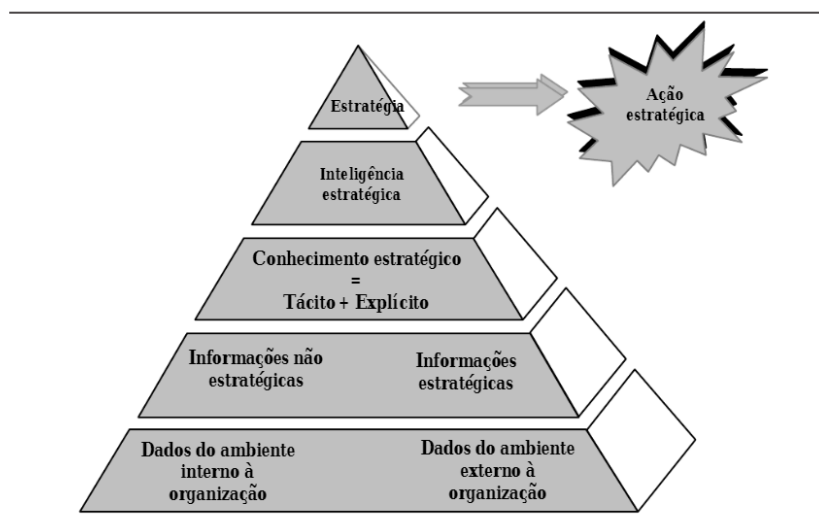 Estratégia
Ação
estratégica
Inteligência
estratégica
Conhecimento estratégico
=
Tácito + Explícito
Informações não
estratégicas
Informações
estratégicas
Dados do ambiente
interno à
organização
Dados do ambiente
externo à
organização